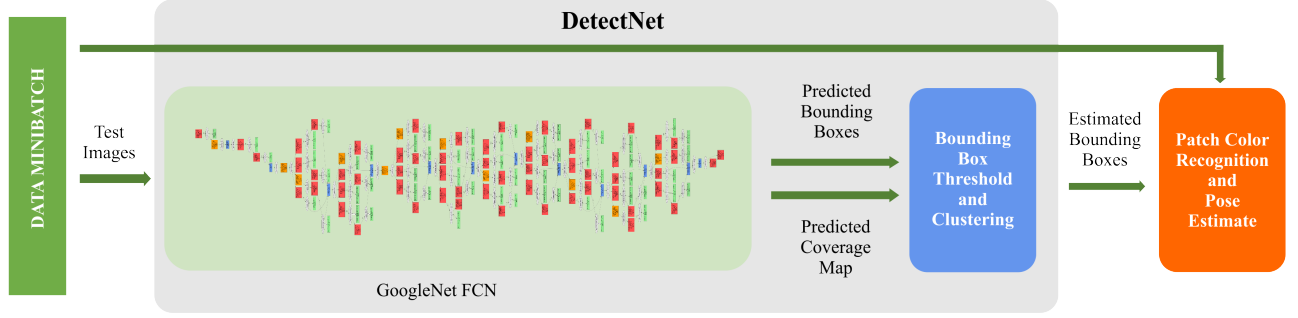 DetectNet
DATA MINIBATCH
Test
Images
GoogleNet FCN
Predicted
Bounding
Boxes
Predicted
Coverage
Map
Bounding
Box
Threshold
and
Clustering
Estimated
Bounding
Boxes
Patch Color
Recognition
and
Pose
Estimate